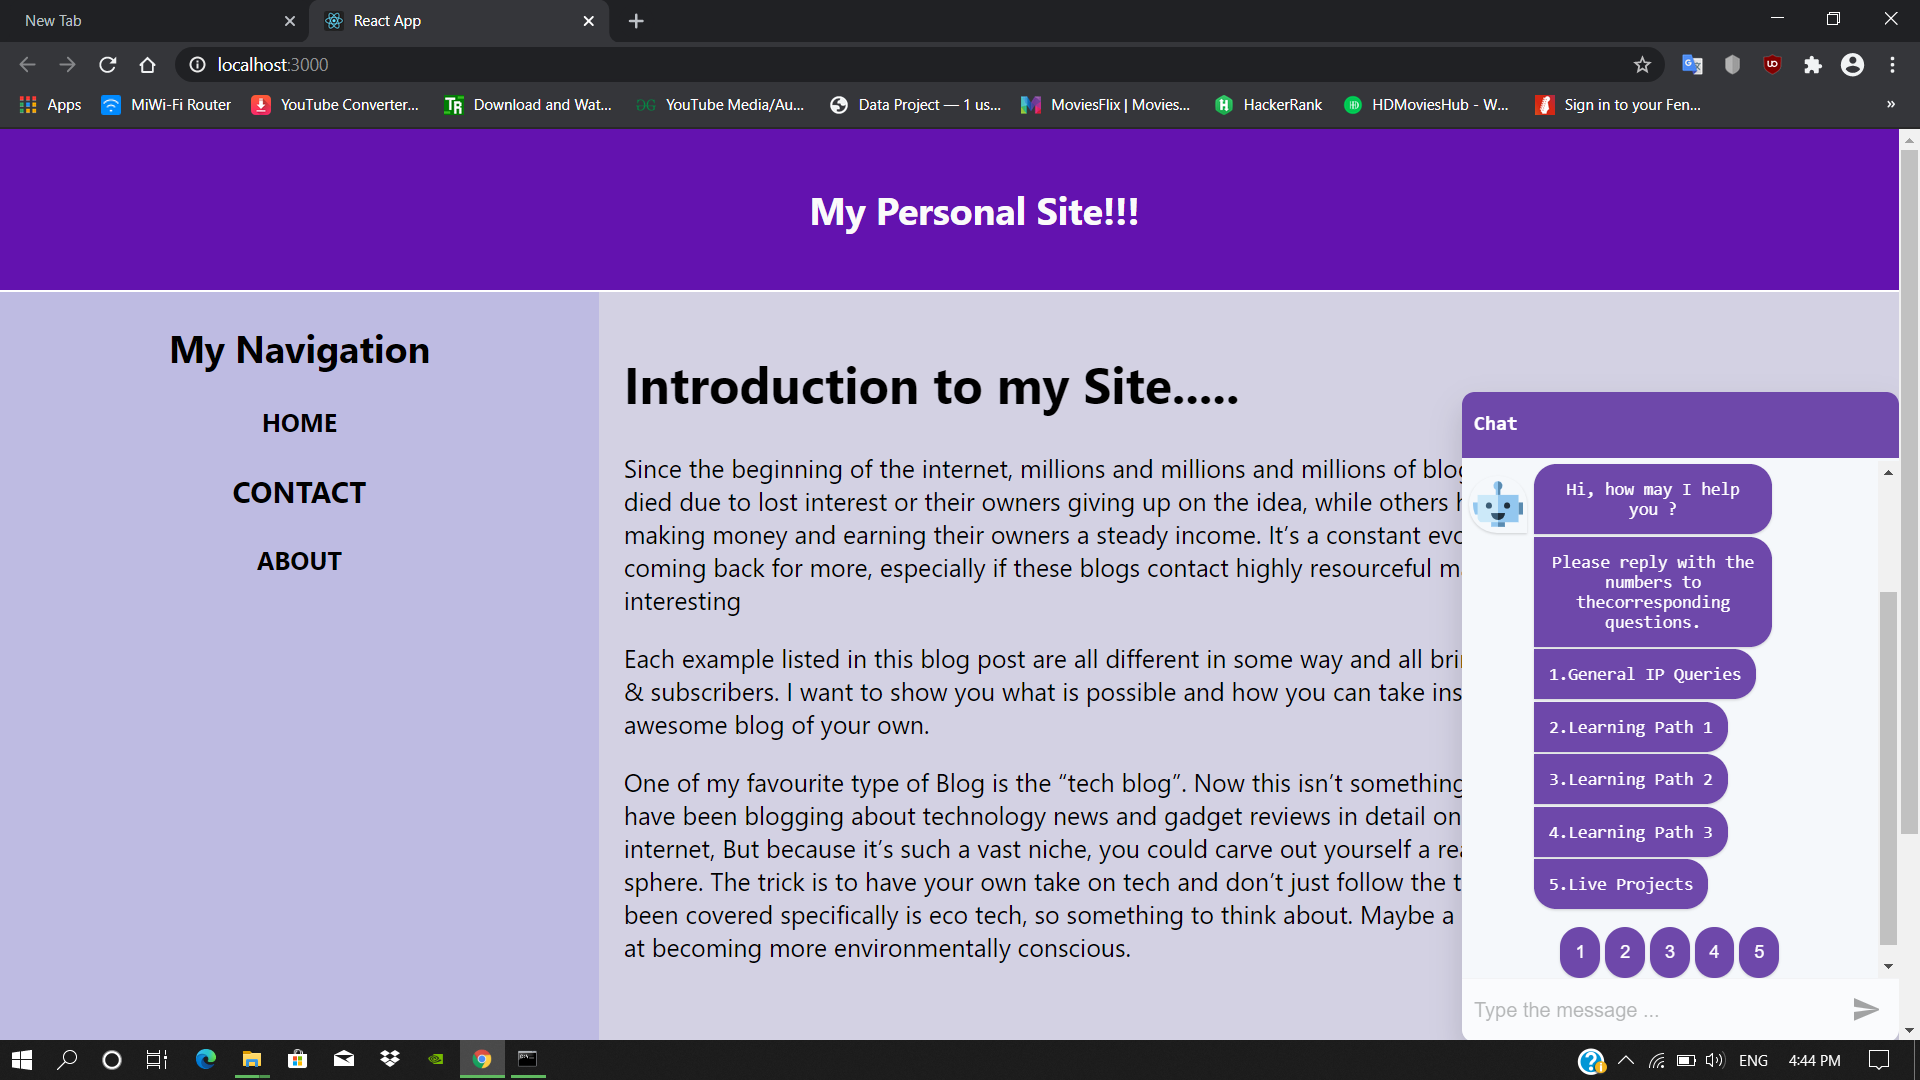 New Tab
React App
localhost:3000
Apps
MiWi-Fi Router
YouTube Converter...
TR
Download and Wat...
YouTube Media/Au...
Data Project — 1 us...
MoviesFlix | Movies...
HackerRank
HDMoviesHub - W...
Sign in to your Fen...
»
My Personal Site!!!
My Navigation
HOME
CONTACT
ABOUT
Introduction to my Site.....
Since the beginning of the internet, millions and millions and millions of
died due to lost interest or their owners giving up on the idea, while others
making money and earning their owners a steady income. It’s a constant
coming back for more, especially if these blogs contact highly resourceful
interesting
Each example listed in this blog post are all different in some way and all
& subscribers. I want to show you what is possible and how you can take
awesome blog of your own.
One of my favourite type of Blog is the “tech blog”. Now this isn’t something
have been blogging about technology news and gadget reviews in detail on
internet, But because it’s such a vast niche, you could carve out yourself a
sphere. The trick is to have your own take on tech and don’t just follow the
been covered specifically is eco tech, so something to think about. Maybe a
at becoming more environmentally conscious.
Chat
Hi, how may I help
you ?
Please reply with the
numbers to
thecorresponding
questions.
1.General IP Queries
2.Learning Path 1
3.Learning Path 2
4.Learning Path 3
5.Live Projects
1 2 3 4 5
Type the message ...
ENG
4:44 PM